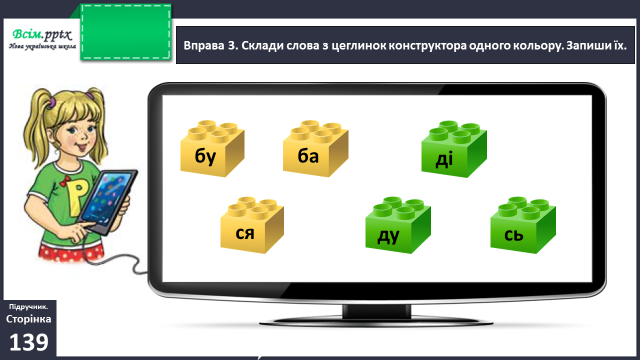 Всім.pptx
Нова українська школа
Вправа 3. Склади слова з цеглинок конструктора одного кольору. Запиши їх.
бу ба ді
ся ду сь
Підручник.
Сторінка
139